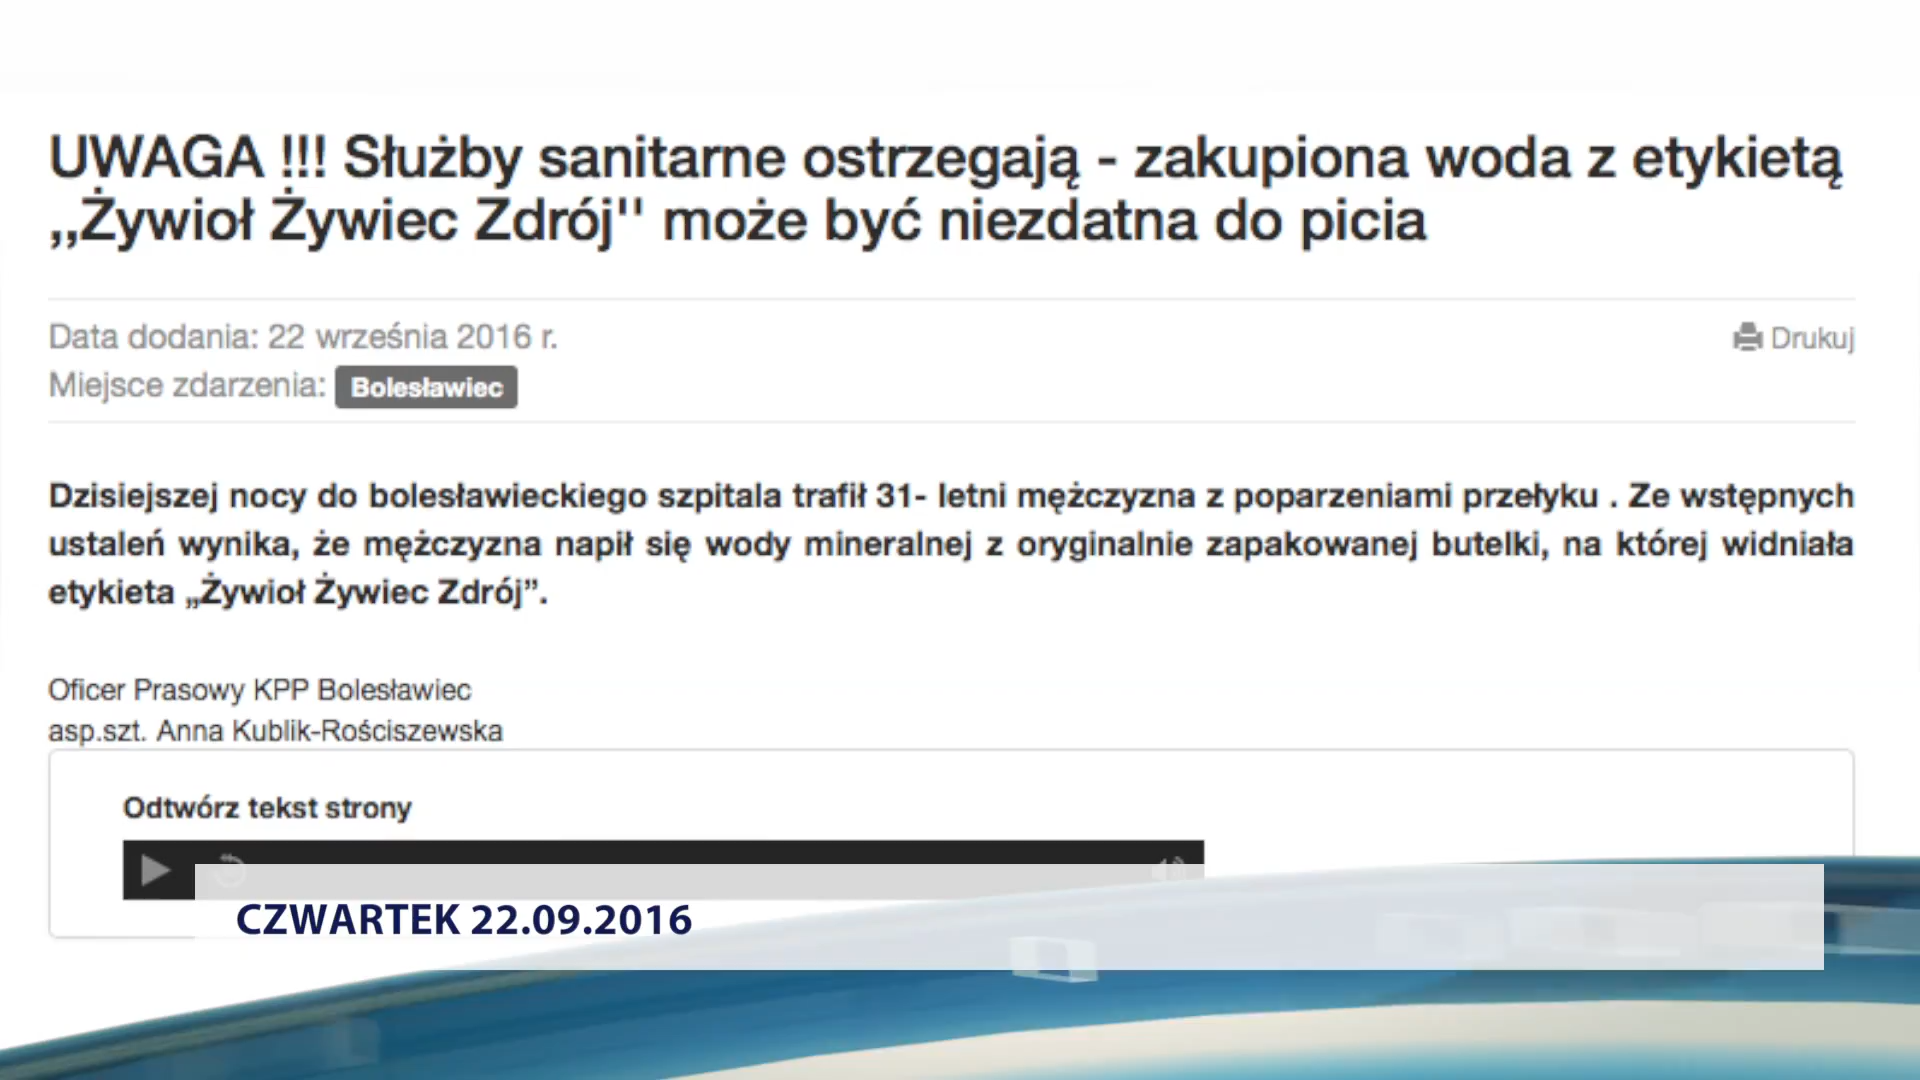 UWAGA !!! Służby sanitarne ostrzegają - zakupiona woda z etykietą
,,Żywioł Żywiec Zdrój'' może być niezdatna do picia
Data dodania: 22 września 2016 r.
Drukuj
Miejsce zdarzenia: Bolesławiec
Dzisiejszej nocy do bolesławieckiego szpitala trafił 31- letni mężczyzna z poparzeniami przełyku . Ze wstępnych
ustaleń wynika, że mężczyzna napił się wody mineralnej z oryginalnie zapakowanej butelki, na której widniała
etykieta „Żywioł Żywiec Zdrój”.
Oficer Prasowy KPP Bolesławiec
asp.szt. Anna Kublik-Rościszewska
Odtwórz tekst strony
CZWARTEK 22.09.2016